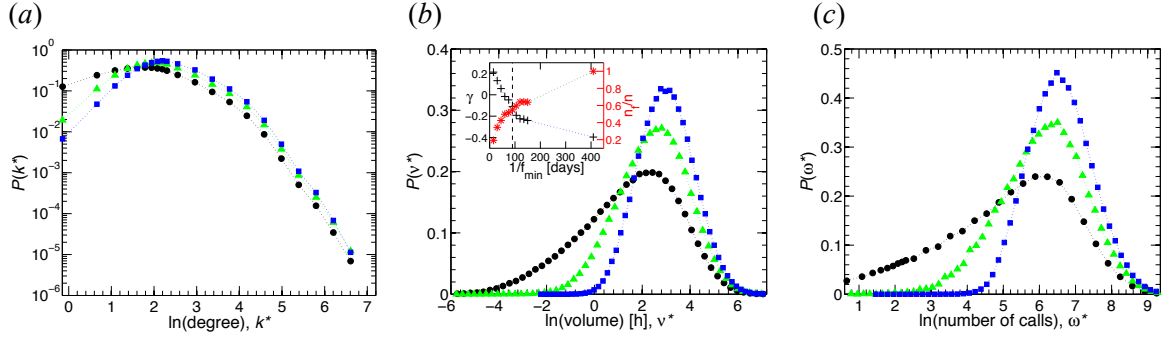 (a)
10^0
10^-1
10^-2
10^-3
10^-4
10^-5
10^-6
P(k*)
0 1 2 3 4 5 6 7
ln(degree), k*
(b)
0.4
0.3
0.2
0.1
0
P(ν*)
−6 −4 −2 0 2 4 6
ln(volume) [h], ν*
0.2
0
−0.2
−0.4
γ
0 100 200 300 400
1/f_min [days]
1
0.8
0.6
0.4
0.2
(c)
0.5
0.4
0.3
0.2
0.1
0
P(ω*)
1 2 3 4 5 6 7 8 9
ln(number of calls), ω*